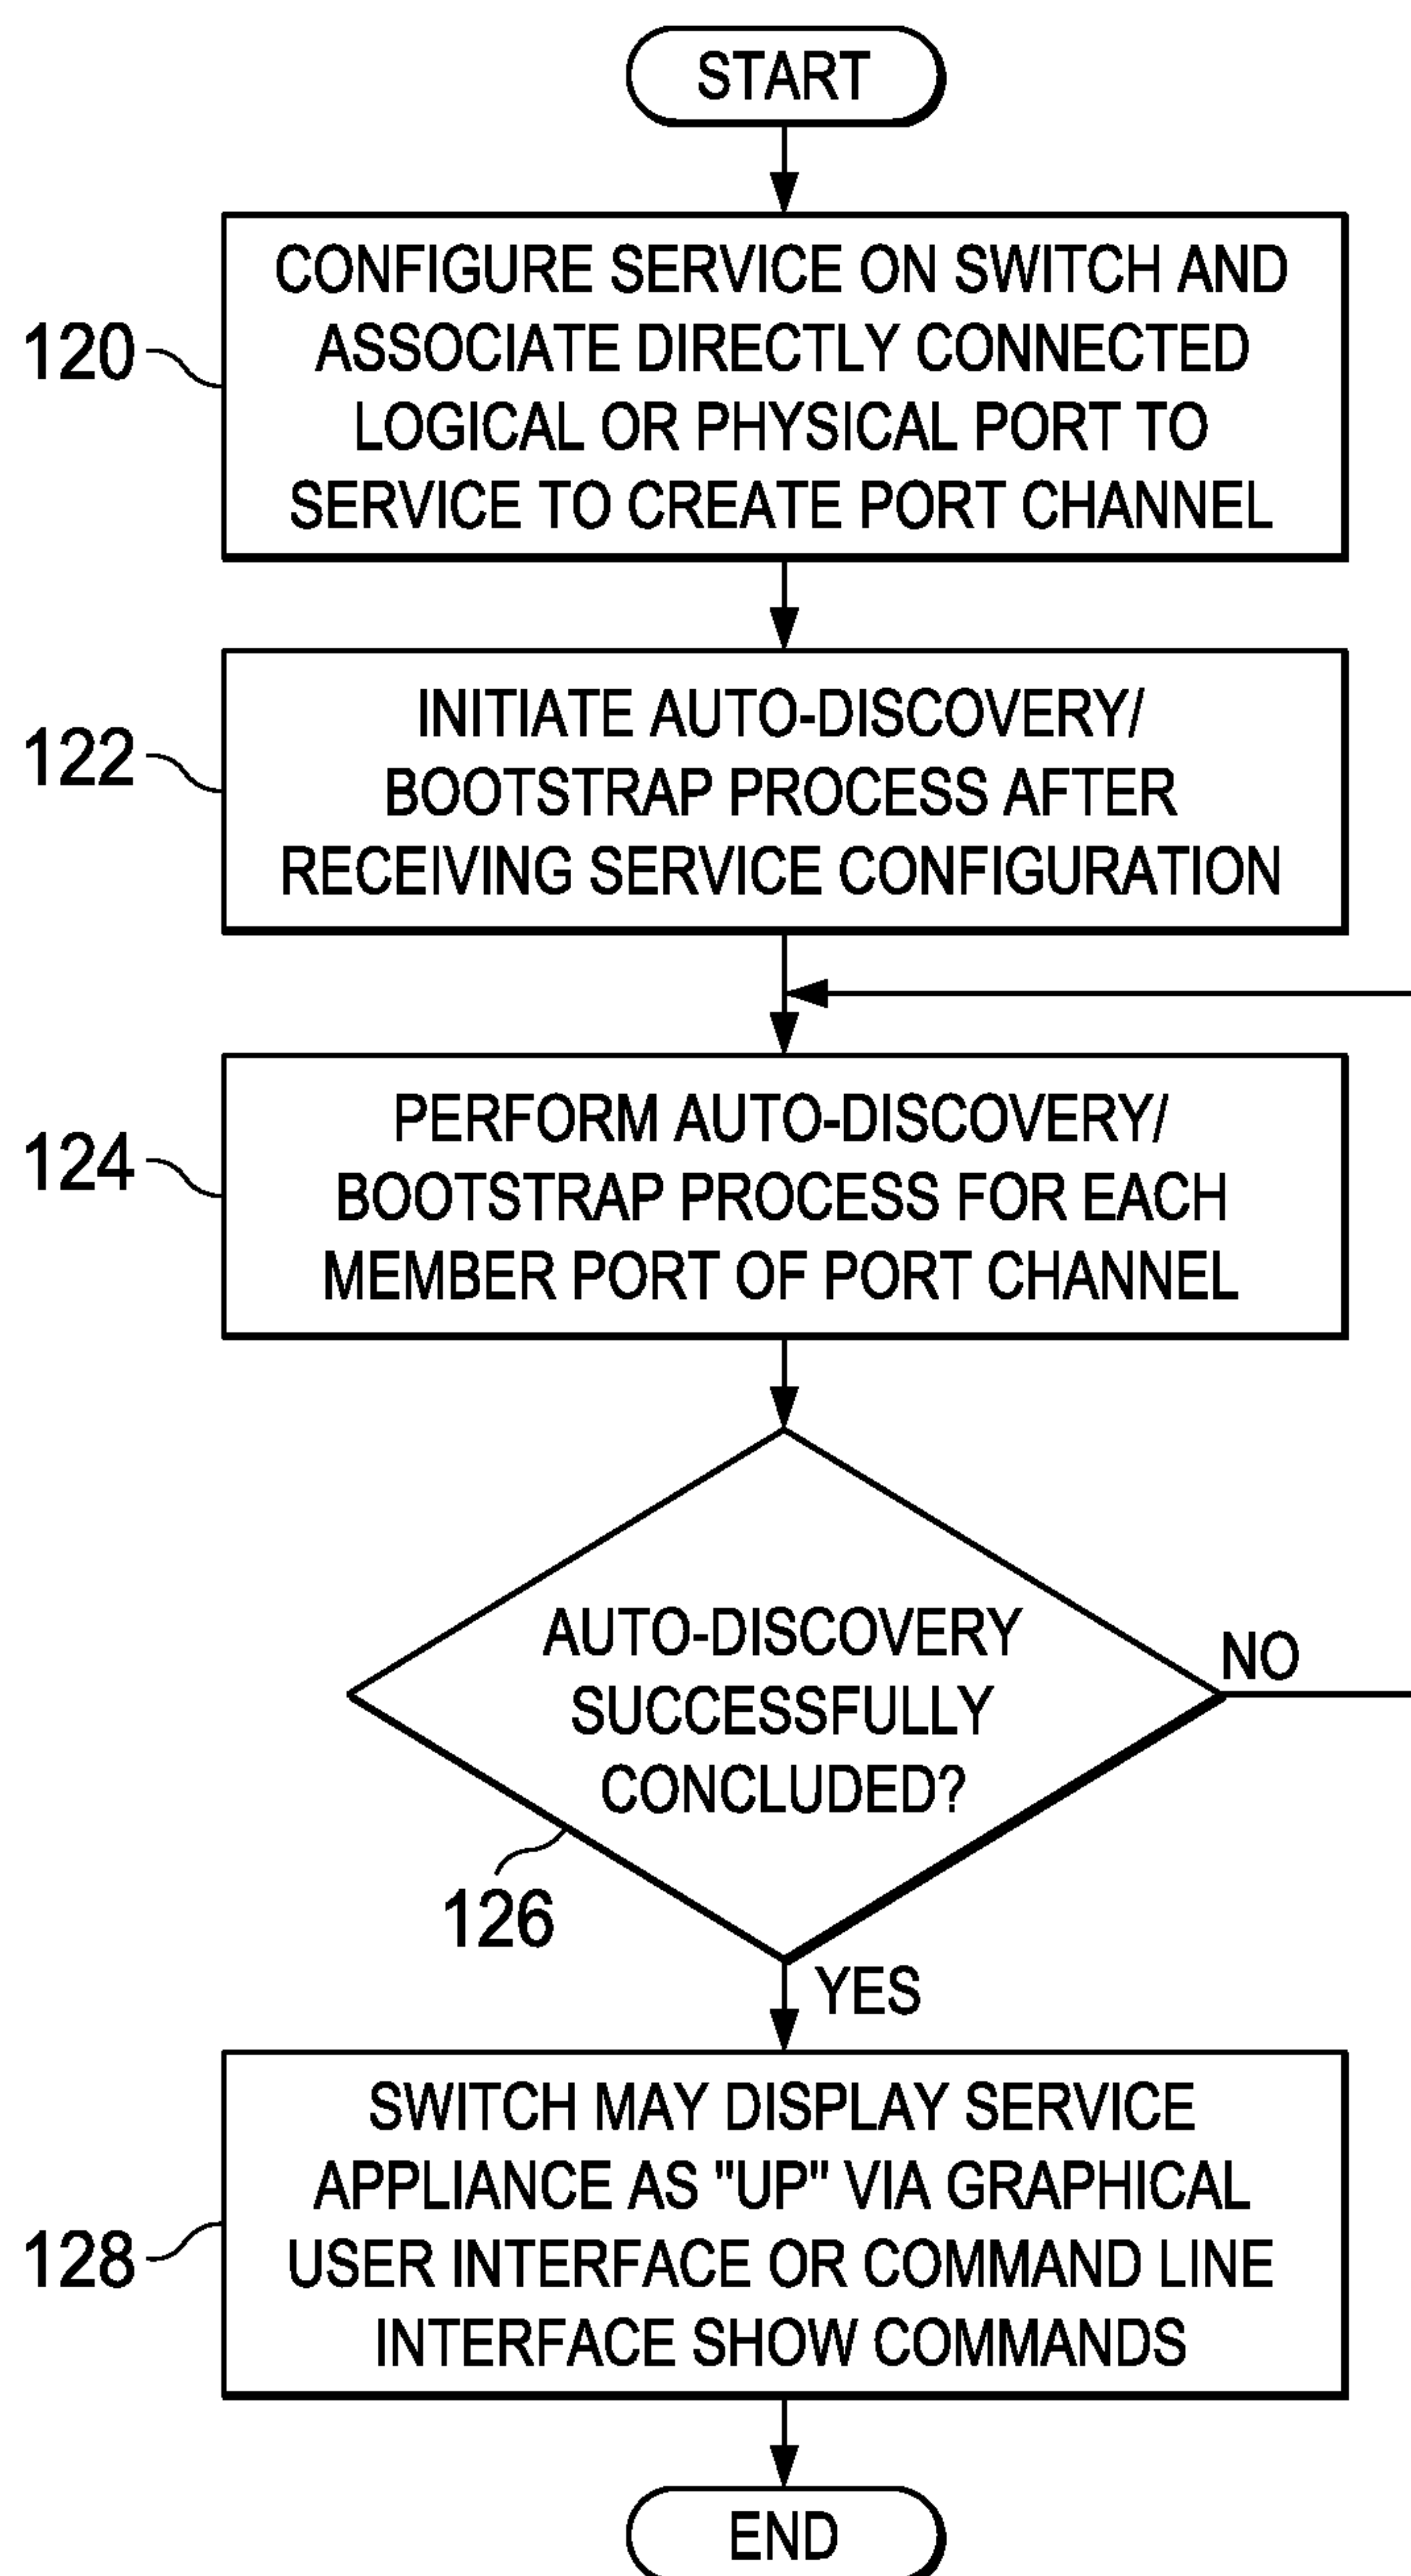 START
CONFIGURE SERVICE ON SWITCH AND
ASSOCIATE DIRECTLY CONNECTED
LOGICAL OR PHYSICAL PORT TO
SERVICE TO CREATE PORT CHANNEL
120
INITIATE AUTO-DISCOVERY/
BOOTSTRAP PROCESS AFTER
RECEIVING SERVICE CONFIGURATION
122
PERFORM AUTO-DISCOVERY/
BOOTSTRAP PROCESS FOR EACH
MEMBER PORT OF PORT CHANNEL
124
AUTO-DISCOVERY
SUCCESSFULLY
CONCLUDED?
NO
126
YES
SWITCH MAY DISPLAY SERVICE
APPLIANCE AS "UP" VIA GRAPHICAL
USER INTERFACE OR COMMAND LINE
INTERFACE SHOW COMMANDS
128
END